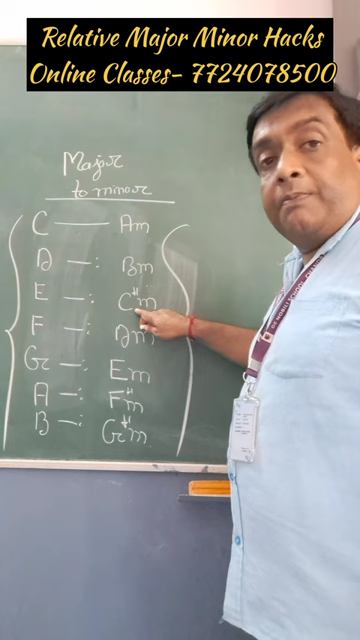 Relative Major Minor Hacks
Online Classes- 7724078500
Major
to minor
C — Am
D —: Bm
E —: C#m
F —: Dm
G —: Em
A —: F#m
B —: G#m